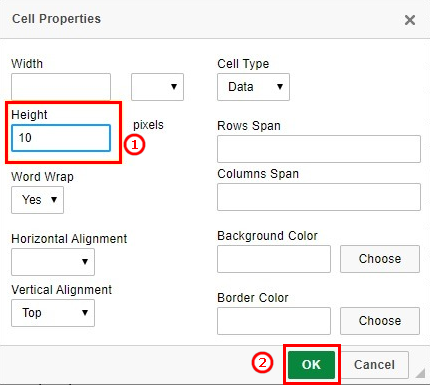 Cell Properties ×
Width
Cell Type
Data
Height
10
pixels
1
Rows Span
Word Wrap
Yes
Columns Span
Horizontal Alignment
Background Color
Choose
Vertical Alignment
Top
Border Color
Choose
2
OK
Cancel